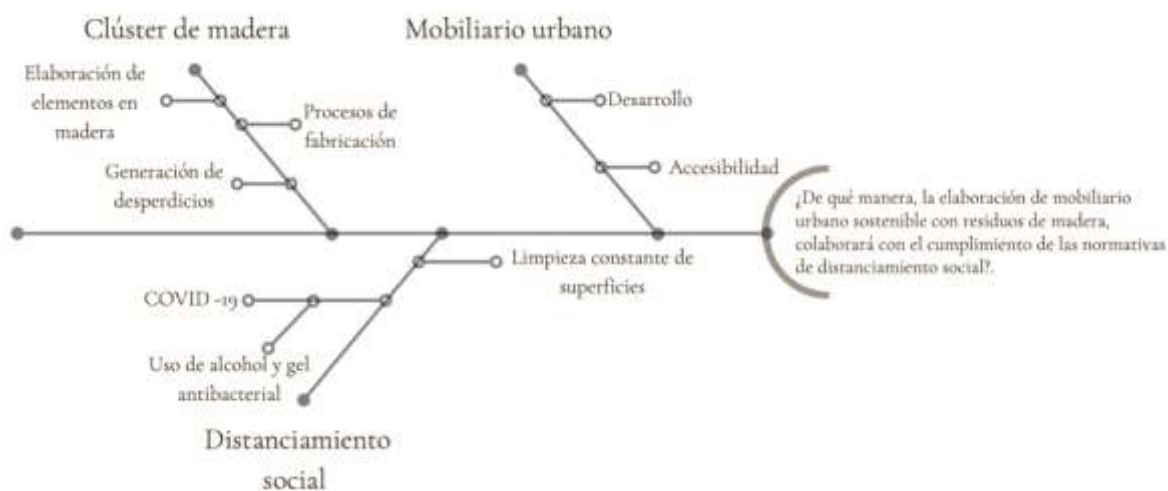 Clúster de madera
Mobiliario urbano
Elaboración de
elementos en
madera
Procesos de
fabricación
Generación de
desperdicios
Desarrollo
Accesibilidad
¿De qué manera, la elaboración de mobiliario
urbano sostenible con residuos de madera,
colaborará con el cumplimiento de las normativas
de distanciamiento social?.
Limpieza constante de
superficies
COVID -19
Uso de alcohol y gel
antibacterial
Distanciamiento
social